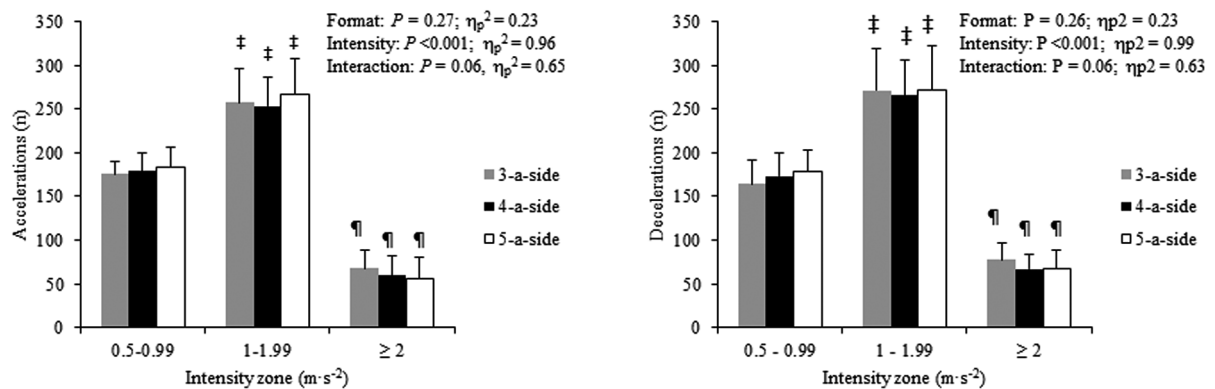 Format: P = 0.27; ηp² = 0.23
Intensity: P <0.001; ηp² = 0.96
Interaction: P = 0.06, ηp² = 0.65
350
300
250
200
150
100
50
0
Accelerations (n)
‡ ‡ ‡
¶ ¶ ¶
3-a-side
4-a-side
5-a-side
0.5-0.99 1-1.99 ≥ 2
Intensity zone (m·s⁻²)
Format: P = 0.26; ηp2 = 0.23
Intensity: P <0.001; ηp2 = 0.99
Interaction: P = 0.06; ηp2 = 0.63
350
300
250
200
150
100
50
0
Decelerations (n)
‡ ‡ ‡
¶ ¶ ¶
3-a-side
4-a-side
5-a-side
0.5 - 0.99 1 - 1.99 ≥ 2
Intensity zone (m·s⁻²)